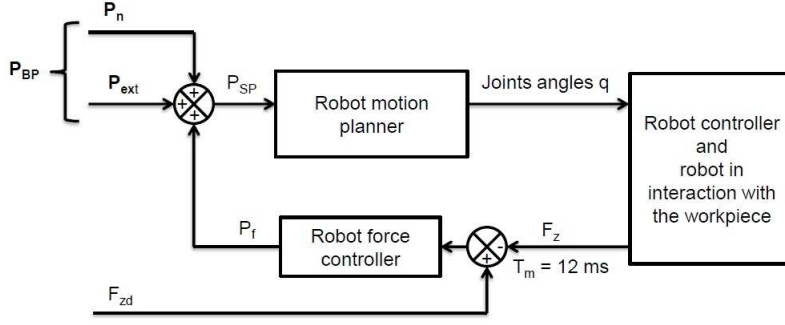 P_n
P_BP
P_ext
P_SP
+
+
+
Robot motion
planner
Joints angles q
Robot controller
and
robot in
interaction with
the workpiece
P_f
Robot force
controller
-
+
F_z
T_m = 12 ms
F_zd